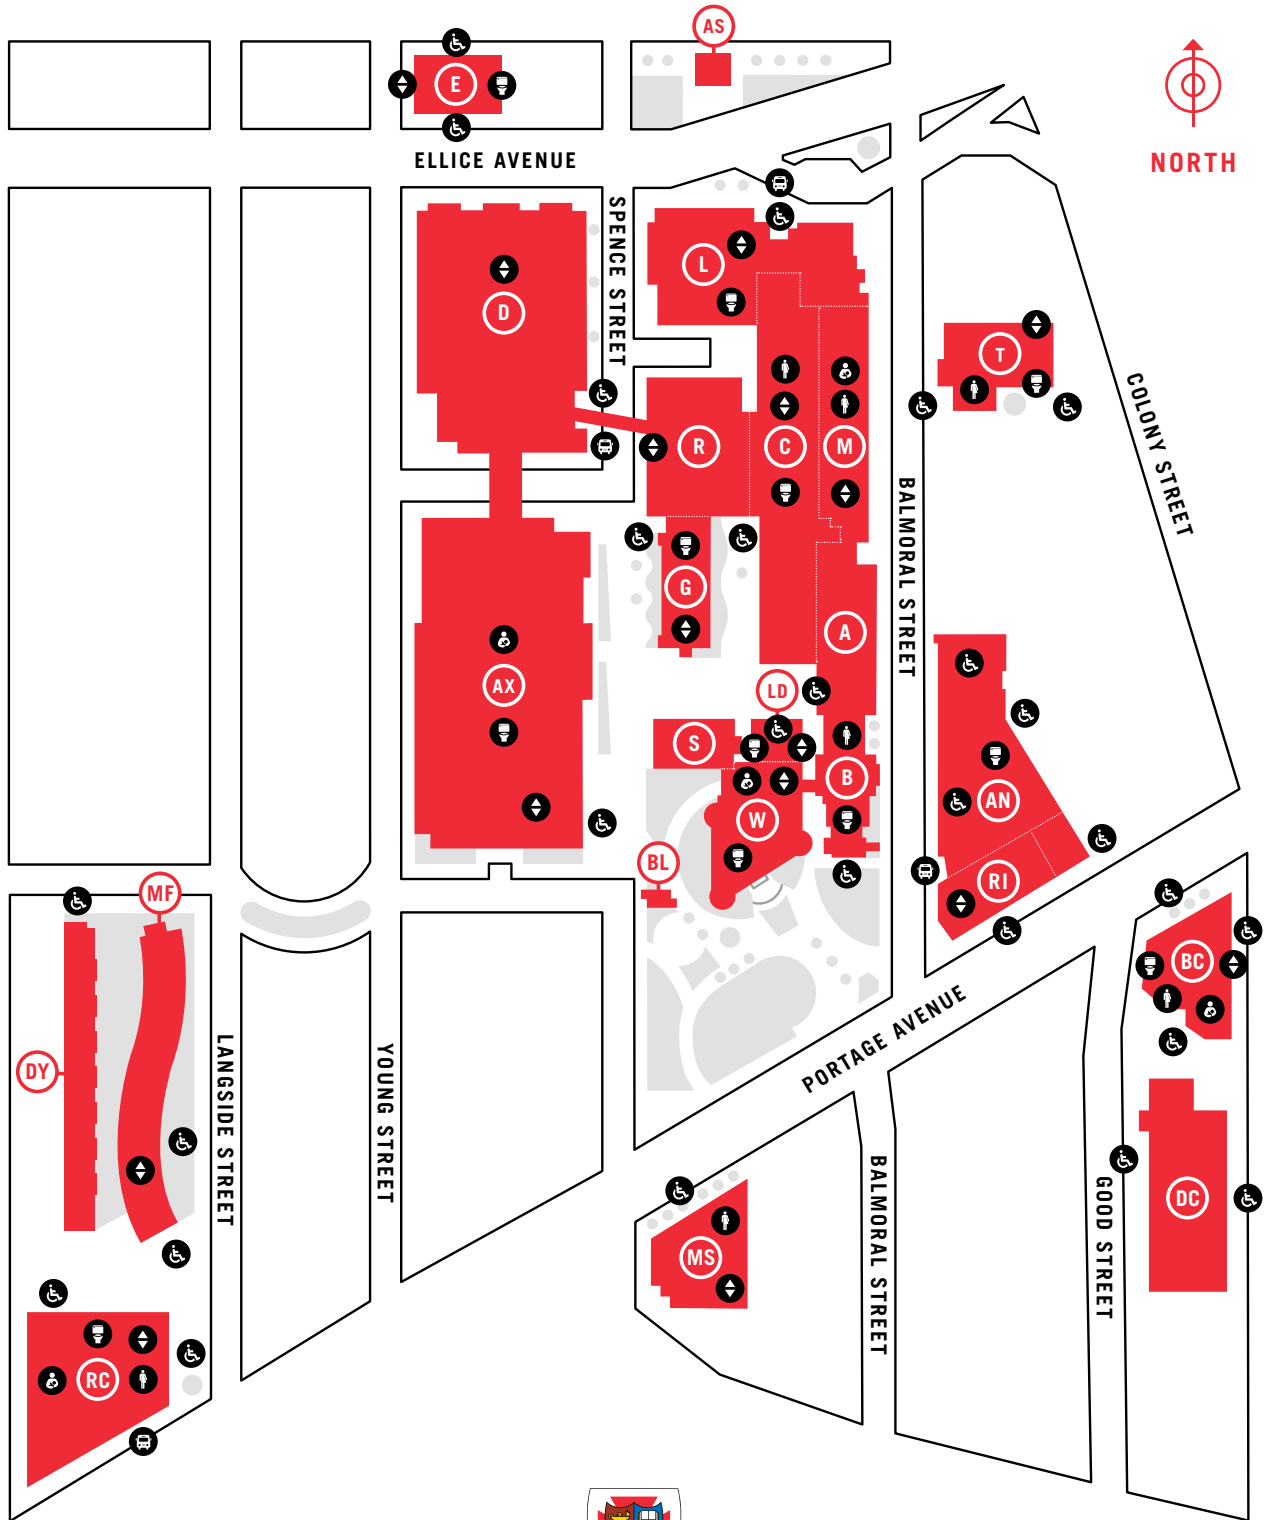 AS
E
NORTH
ELLICE AVENUE
SPENCE STREET
L
D
T
COLONY STREET
R
C
M
BALMORAL STREET
G
A
AX
LD
S
B
W
AN
BL
RI
MF
BC
PORTAGE AVENUE
DY
LANGSIDE STREET
YOUNG STREET
BALMORAL STREET
GOOD STREET
DC
MS
RC